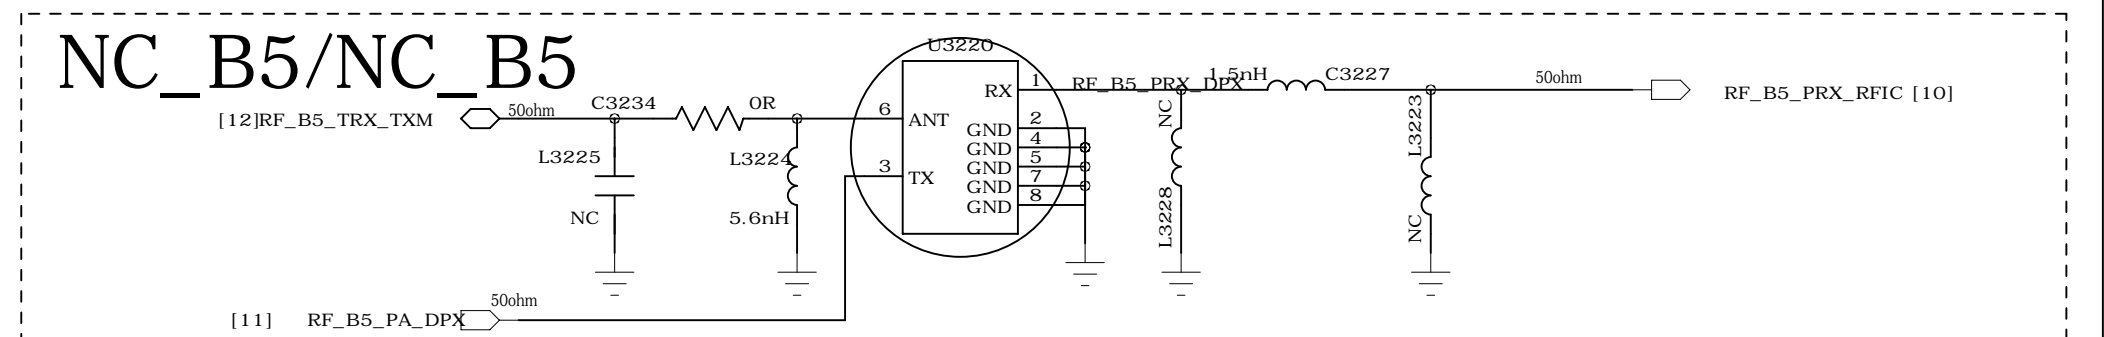 NC_B5/NC_B5
U3220
RX
1
RF_B5_PRX_DPX
1.5nH
C3227
50ohm
RF_B5_PRX_RFIC [10]
[12]RF_B5_TRX_TXM
50ohm
C3234
0R
6
ANT
GND
2
GND
4
GND
5
GND
7
GND
8
3
TX
L3225
NC
L3224
5.6nH
NC
L3228
L3223
NC
[11]
RF_B5_PA_DPX
50ohm